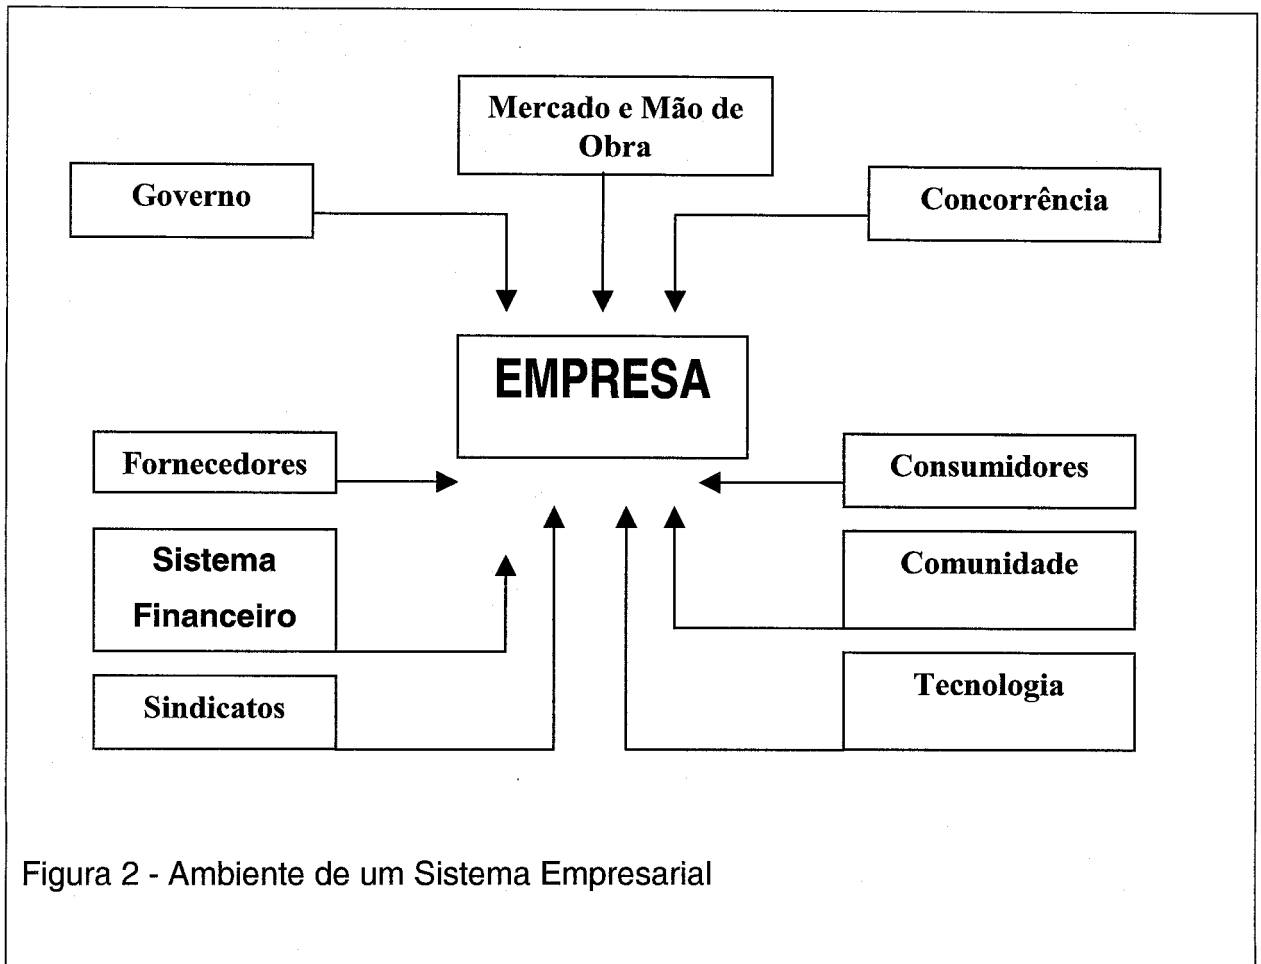 Mercado e Mão de
Obra
Governo
Concorrência
EMPRESA
Fornecedores
Consumidores
Sistema
Financeiro
Comunidade
Sindicatos
Tecnologia
Figura 2 - Ambiente de um Sistema Empresarial